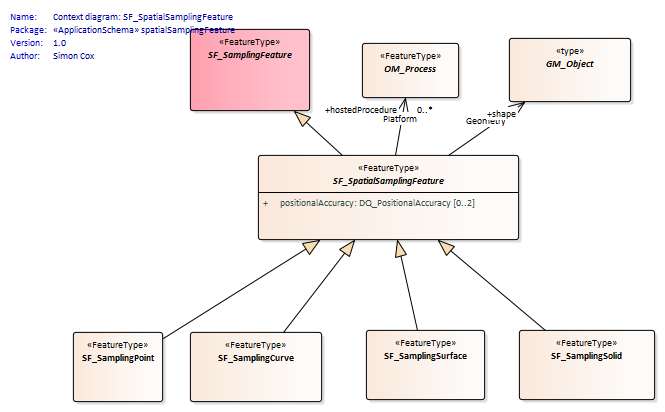 Name: Context diagram: SF_SpatialSamplingFeature
Package: «ApplicationSchema» spatialSamplingFeature
Version: 1.0
Author: Simon Cox
«FeatureType»
SF_SamplingFeature
«FeatureType»
OM_Process
«type»
GM_Object
+hostedProcedure 0..*
Platform
+shape
Geometry
«FeatureType»
SF_SpatialSamplingFeature
+ positionalAccuracy: DQ_PositionalAccuracy [0..2]
«FeatureType»
SF_SamplingPoint
«FeatureType»
SF_SamplingCurve
«FeatureType»
SF_SamplingSurface
«FeatureType»
SF_SamplingSolid